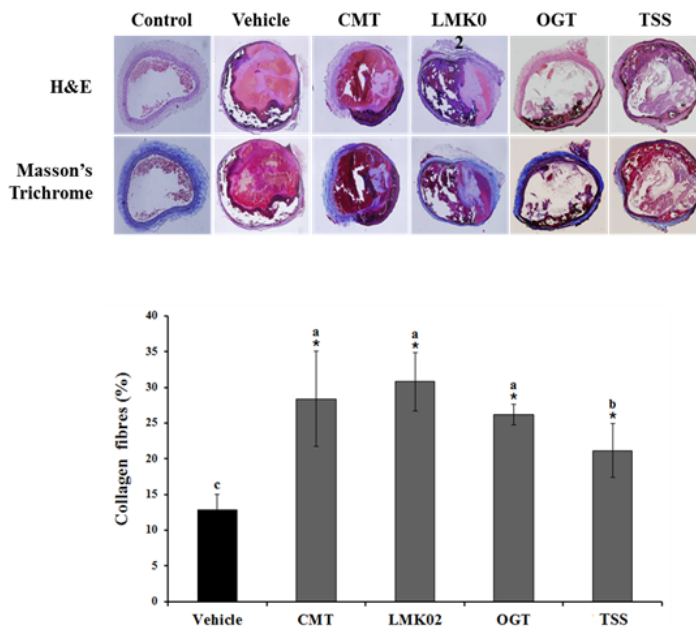 Control Vehicle CMT LMK0 OGT TSS
2
H&E
Masson's
Trichrome
40
35
30
25
20
15
10
5
0
Collagen fibres (%)
c
a
*
a
*
a
*
b
*
Vehicle CMT LMK02 OGT TSS